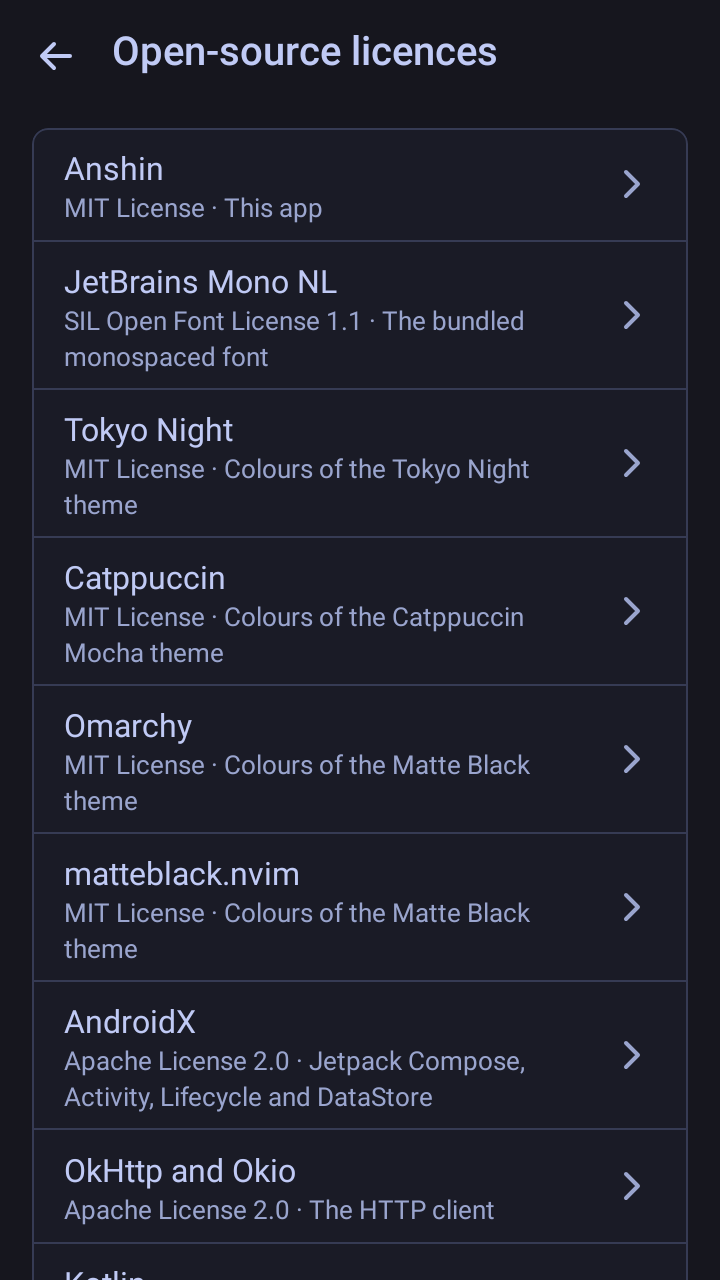 Open-source licences
Anshin
MIT License · This app
JetBrains Mono NL
SIL Open Font License 1.1 · The bundled
monospaced font
Tokyo Night
MIT License · Colours of the Tokyo Night
theme
Catppuccin
MIT License · Colours of the Catppuccin
Mocha theme
Omarchy
MIT License · Colours of the Matte Black
theme
matteblack.nvim
MIT License · Colours of the Matte Black
theme
AndroidX
Apache License 2.0 · Jetpack Compose,
Activity, Lifecycle and DataStore
OkHttp and Okio
Apache License 2.0 · The HTTP client